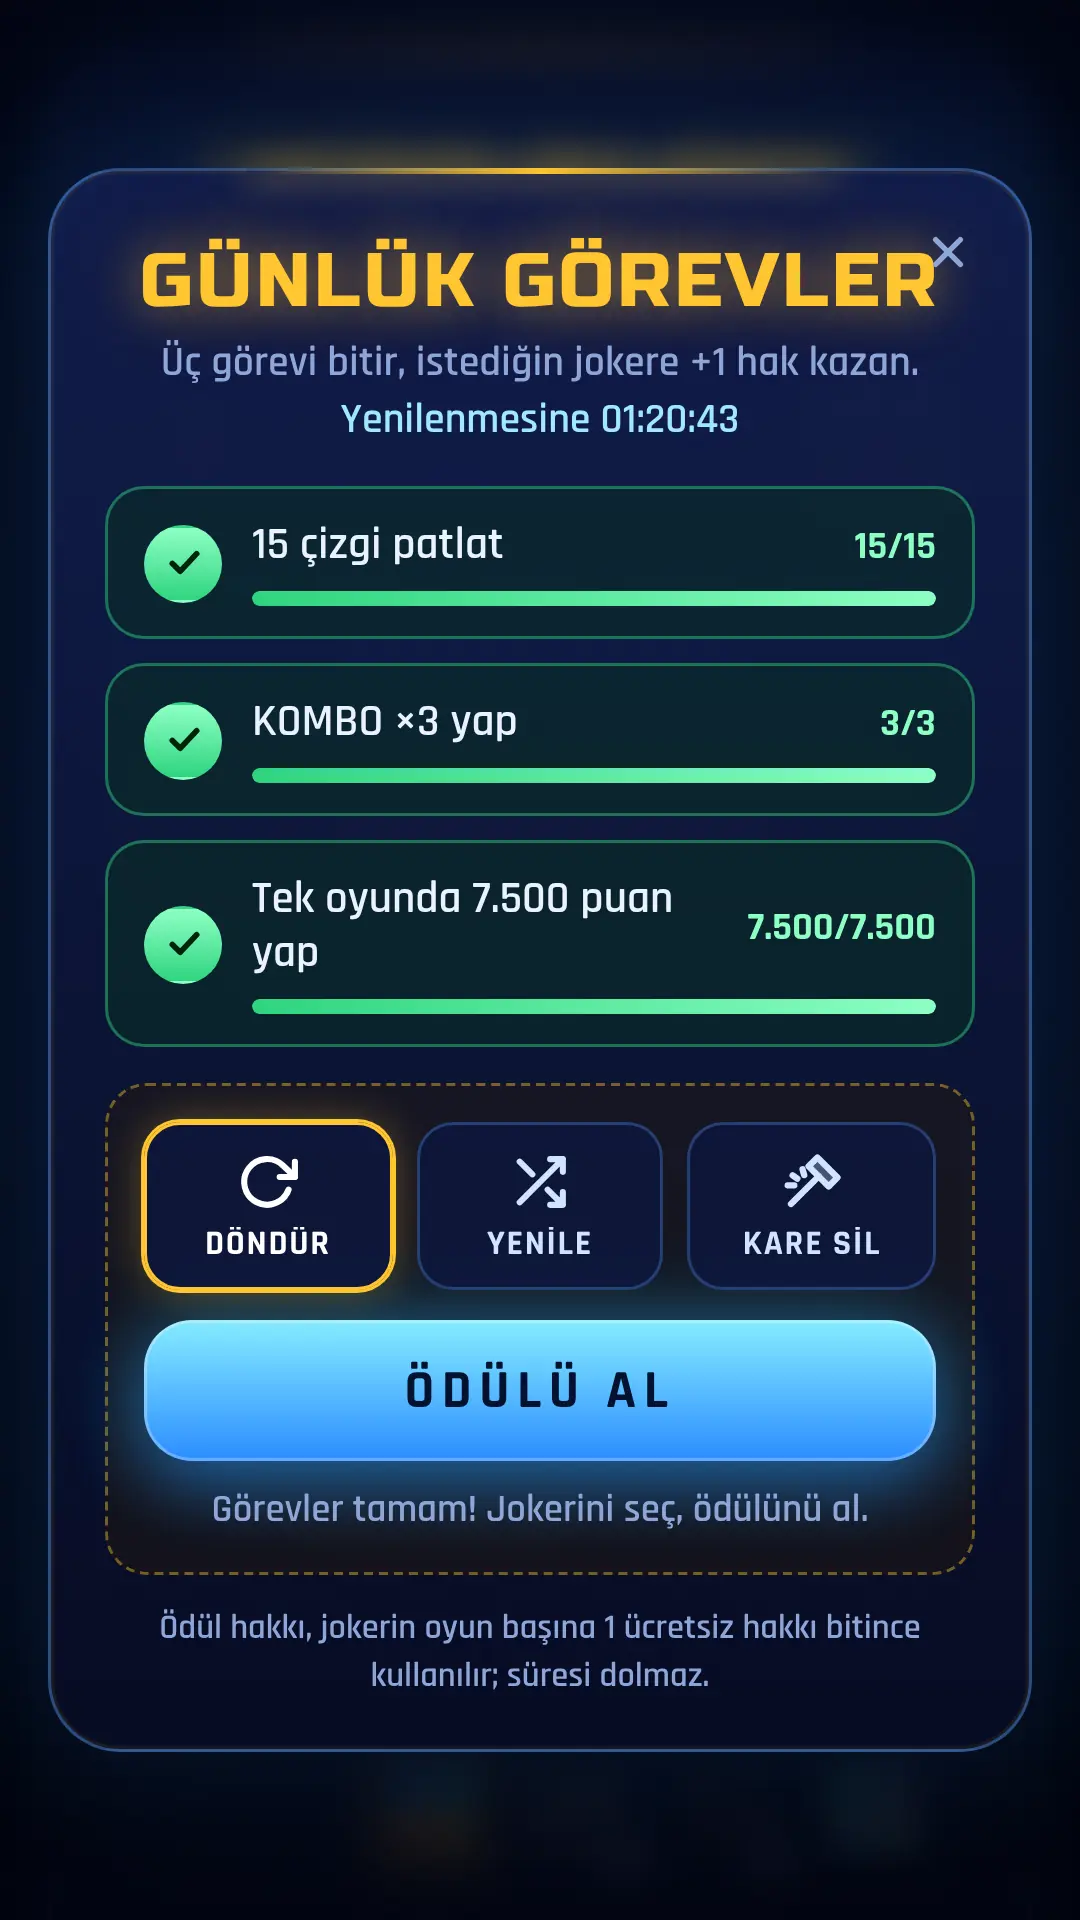 GÜNLÜK GÖREVLER
Üç görevi bitir, istediğin jokere +1 hak kazan.
Yenilenmesine 01:20:43
15 çizgi patlat 15/15
KOMBO ×3 yap 3/3
Tek oyunda 7.500 puan
yap
7.500/7.500
DÖNDÜR YENİLE KARE SİL
ÖDÜLÜ AL
Görevler tamam! Jokerini seç, ödülünü al.
Ödül hakkı, jokerin oyun başına 1 ücretsiz hakkı bitince
kullanılır; süresi dolmaz.